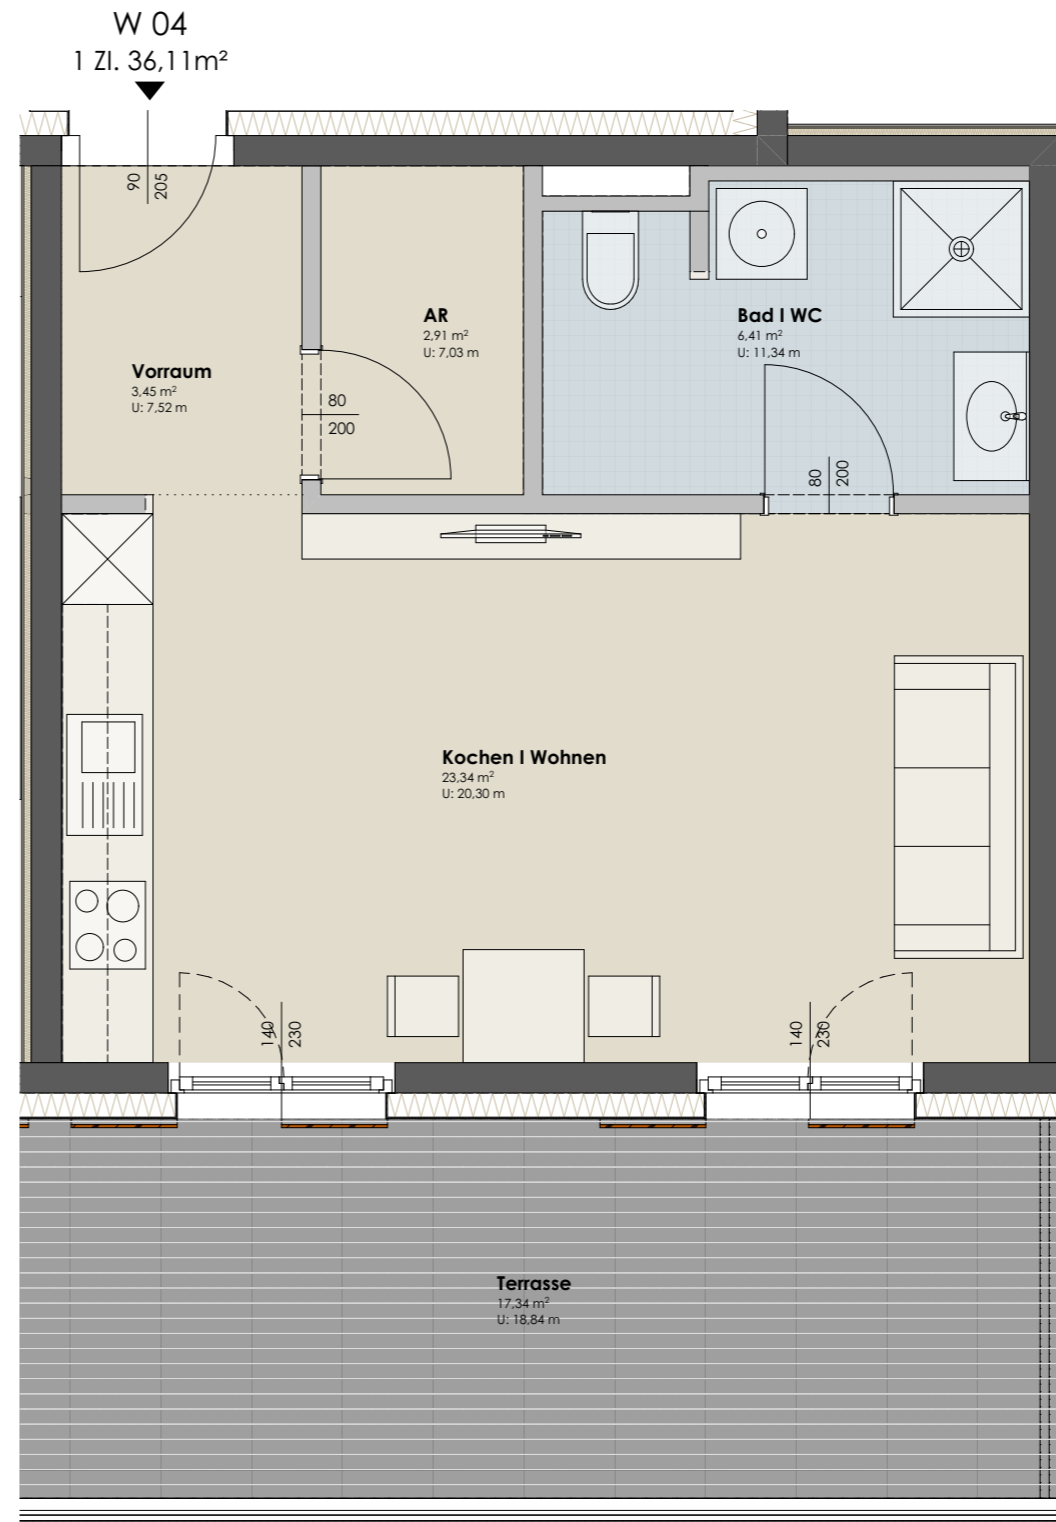 W 04
1 ZI. 36,11m²
90
205
AR
2,91 m²
U: 7,03 m
Bad I WC
6,41 m²
U: 11,34 m
Vorraum
3,45 m²
U: 7,52 m
80
200
80
200
Kochen I Wohnen
23,34 m²
U: 20,30 m
140
230
140
230
Terrasse
17,34 m²
U: 18,84 m